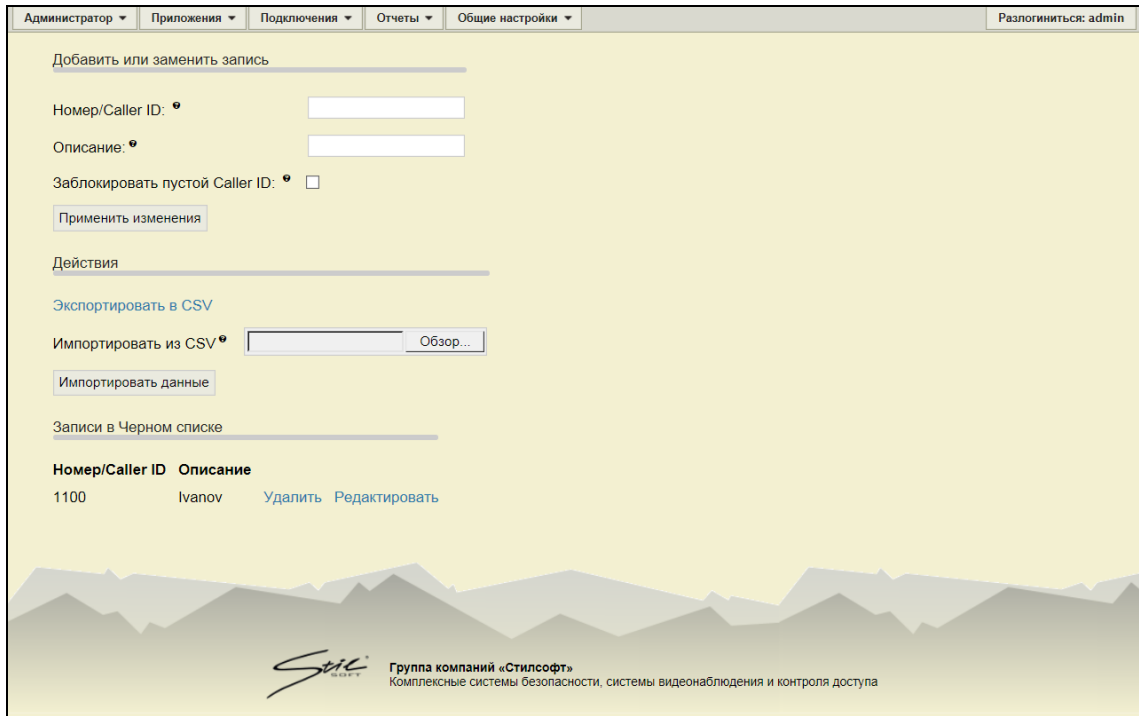 Администратор Приложения Подключения Отчеты Общие настройки Разлогиниться: admin
Добавить или заменить запись
Номер/Caller ID:
Описание:
Заблокировать пустой Caller ID:
Применить изменения
Действия
Экспортировать в CSV
Импортировать из CSV Обзор...
Импортировать данные
Записи в Черном списке
Номер/Caller ID Описание
1100 Ivanov Удалить Редактировать
Stil
SOFT
Группа компаний «Стилсофт»
Комплексные системы безопасности, системы видеонаблюдения и контроля доступа